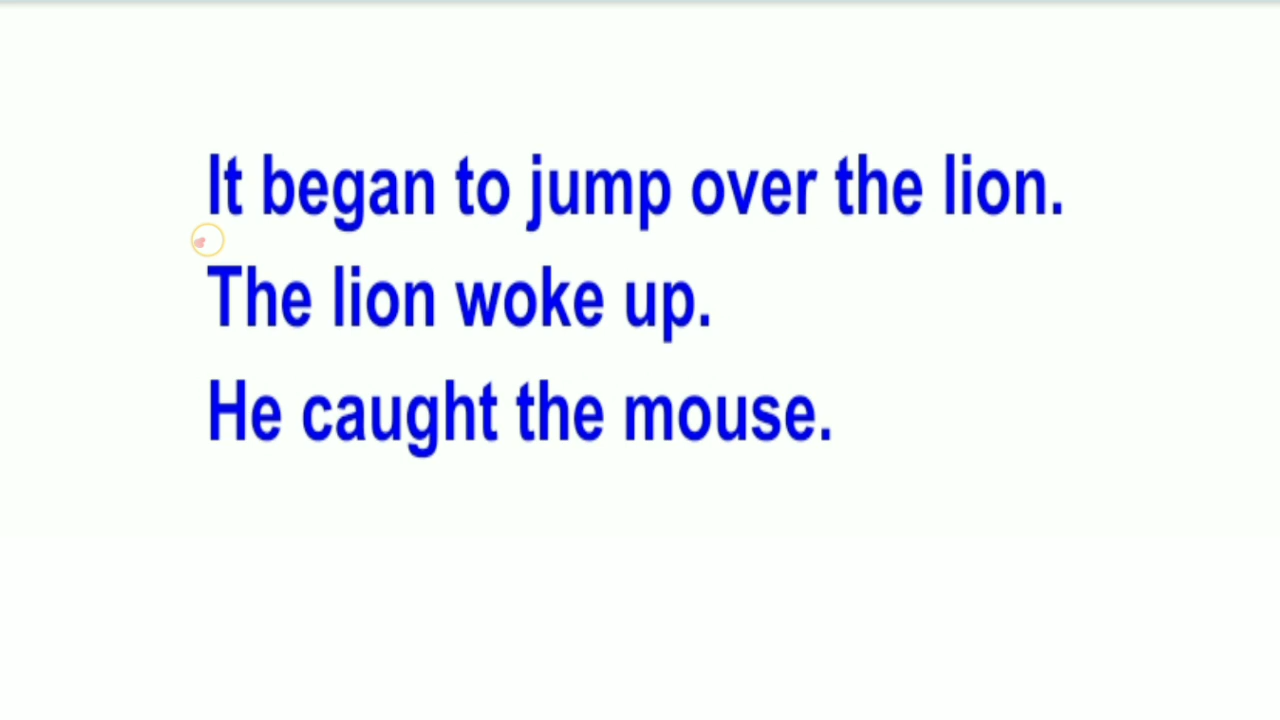 It began to jump over the lion.
The lion woke up.
He caught the mouse.